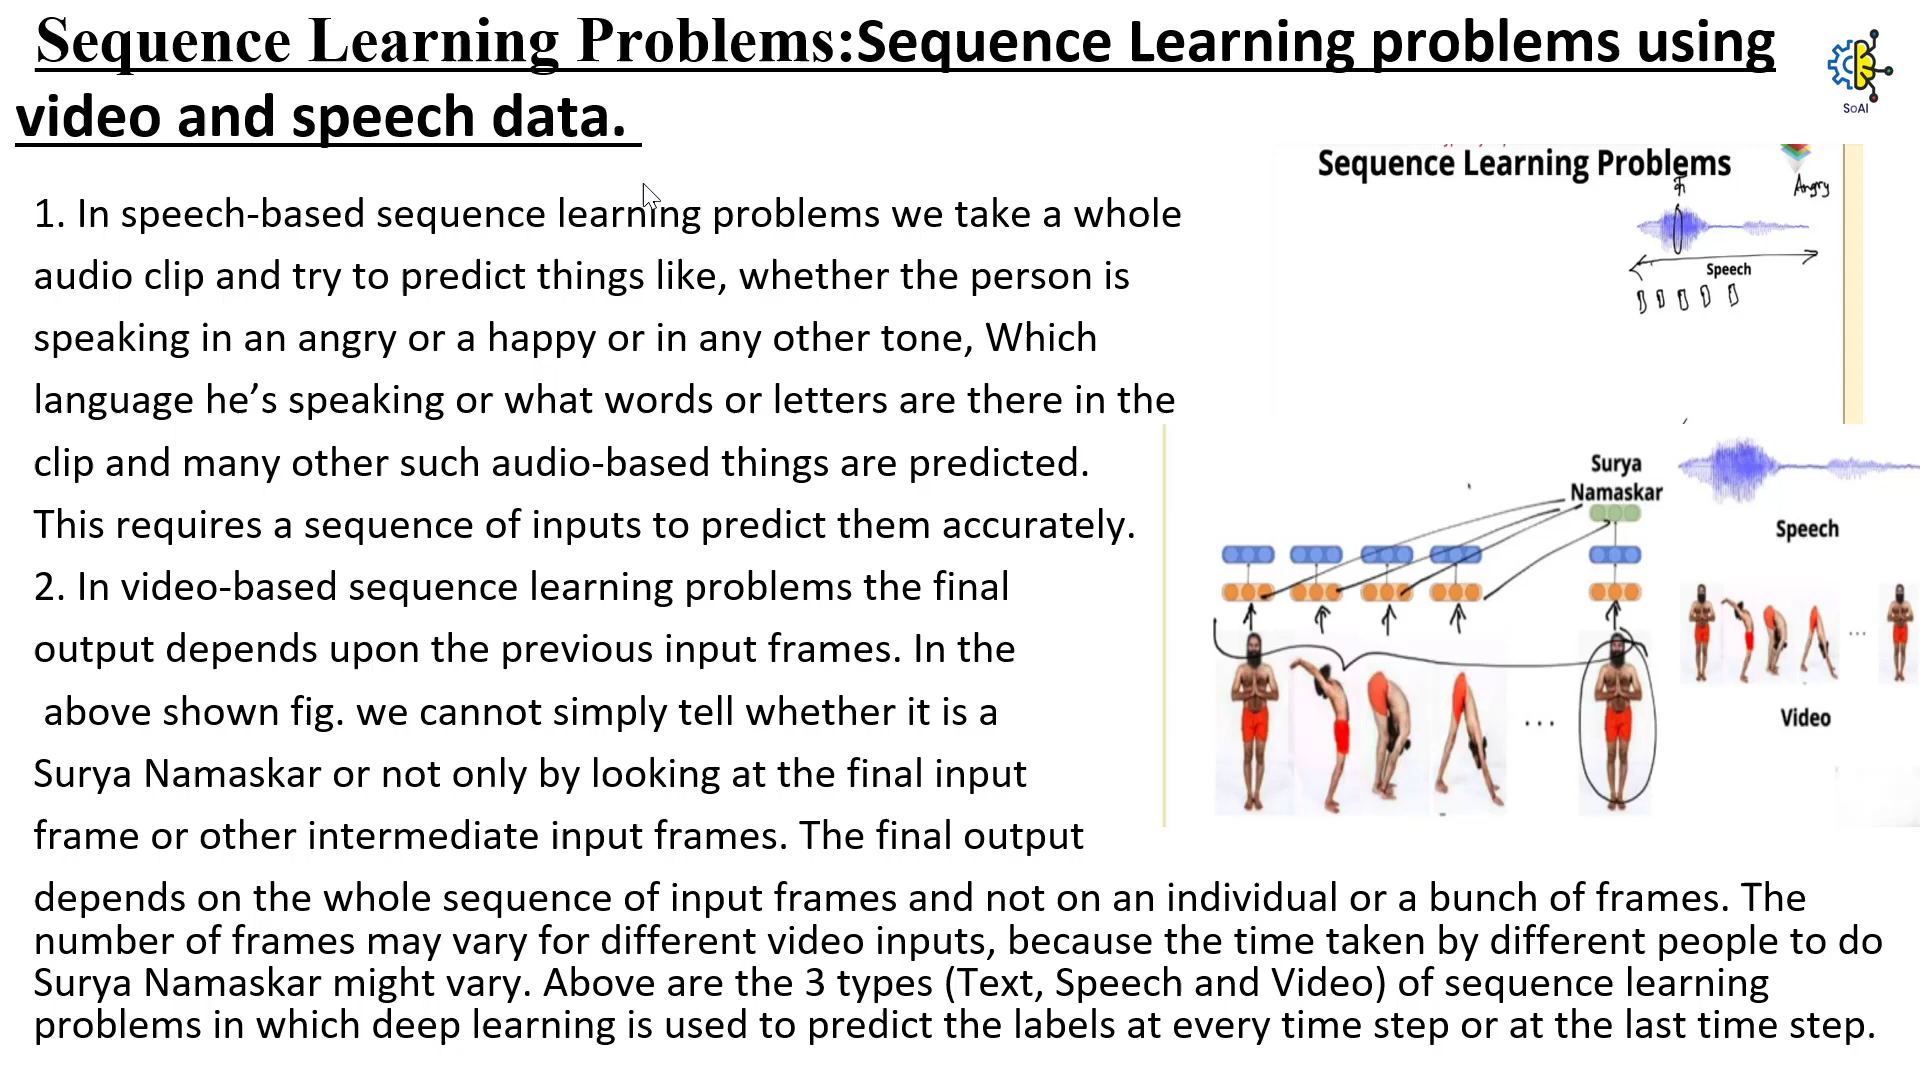 Sequence Learning Problems:Sequence Learning problems using
video and speech data.
SoAI
1. In speech-based sequence learning problems we take a whole
audio clip and try to predict things like, whether the person is
speaking in an angry or a happy or in any other tone, Which
language he’s speaking or what words or letters are there in the
clip and many other such audio-based things are predicted.
This requires a sequence of inputs to predict them accurately.
2. In video-based sequence learning problems the final
output depends upon the previous input frames. In the
above shown fig. we cannot simply tell whether it is a
Surya Namaskar or not only by looking at the final input
frame or other intermediate input frames. The final output
depends on the whole sequence of input frames and not on an individual or a bunch of frames. The
number of frames may vary for different video inputs, because the time taken by different people to do
Surya Namaskar might vary. Above are the 3 types (Text, Speech and Video) of sequence learning
problems in which deep learning is used to predict the labels at every time step or at the last time step.
Sequence Learning Problems
Angry
Speech
Surya
Namaskar
Speech
...
...
Video